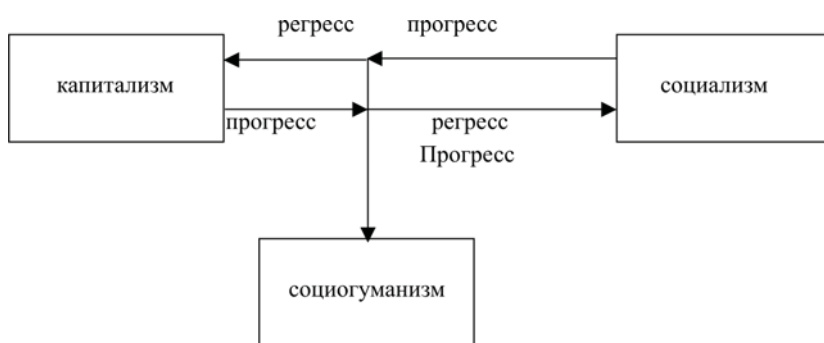 регресс прогресс
капитализм социализм
прогресс регресс
Прогресс
социогуманизм